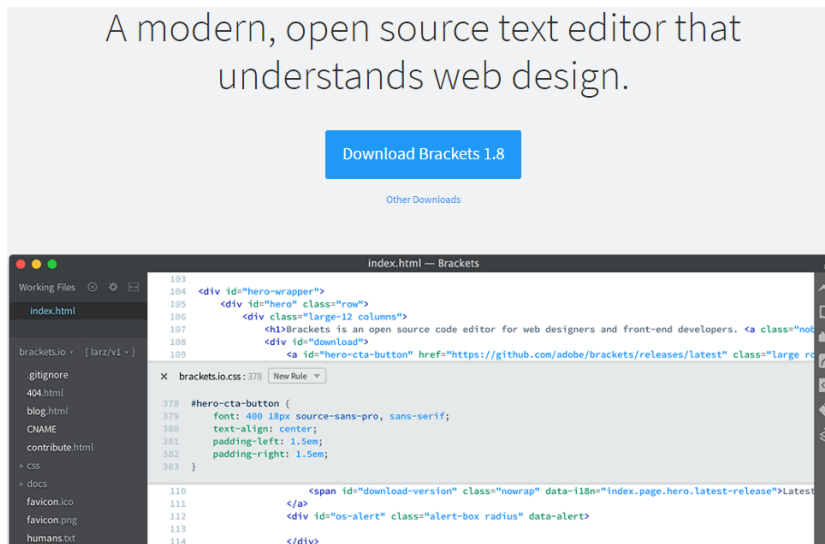 A modern, open source text editor that
understands web design.
Download Brackets 1.8
Other Downloads
index.html — Brackets
Working Files
index.html
brackets.io
[ larz/v1 ]
.gitignore
404.html
blog.html
CNAME
contribute.html
css
docs
favicon.ico
favicon.png
humans.txt
103
104 <div id="hero-wrapper">
105 <div id="hero" class="row">
106 <div class="large-12 columns">
107 <h1>Brackets is an open source code editor for web designers and front-end developers. <a class="
108 <div id="download">
109 <a id="hero-cta-button" href="https://github.com/adobe/brackets/releases/latest" class="large
× brackets.io.css : 378 New Rule
378 #hero-cta-button {
379 font: 400 18px source-sans-pro, sans-serif;
380 text-align: center;
381 padding-left: 1.5em;
382 padding-right: 1.5em;
383 }
110 <span id="download-version" class="nowrap" data-i18n="index.page.hero.latest-release">Latest
111 </a>
112 <div id="os-alert" class="alert-box radius" data-alert>
113
114 </div>